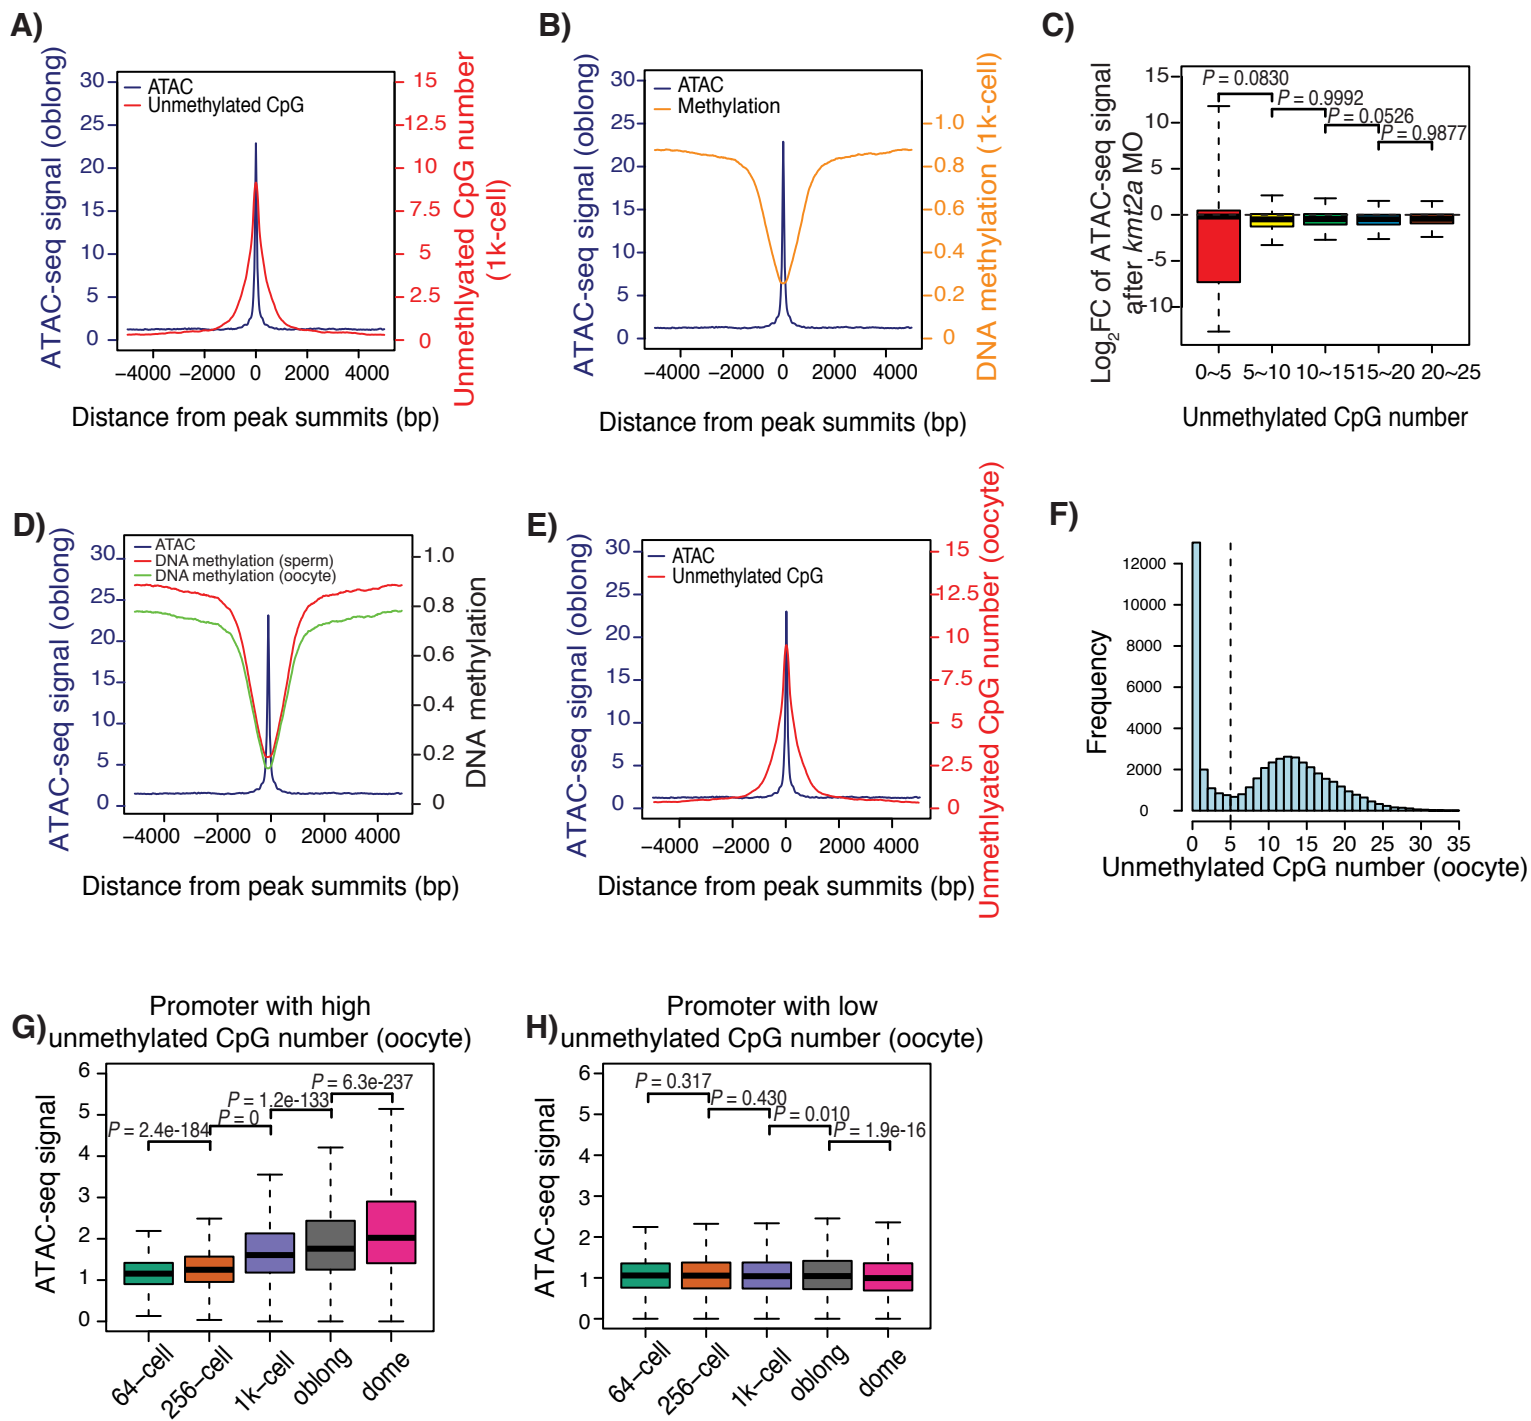 A)
ATAC-seq signal (oblong)
30
25
20
15
10
5
0
ATAC
Unmethylated CpG
15
12.5
10
7.5
5
2.5
0
Unmethlyated CpG number
(1k-cell)
−4000 −2000 0 2000 4000
Distance from peak summits (bp)
B)
ATAC-seq signal (oblong)
30
25
20
15
10
5
0
ATAC
Methylation
1.0
0.8
0.6
0.4
0.2
0
DNA methylation (1k-cell)
−4000 −2000 0 2000 4000
Distance from peak summits (bp)
C)
Log2FC of ATAC-seq signal
after kmt2a MO
15
10
5
0
-5
-10
P = 0.0830
P = 0.9992
P = 0.0526
P = 0.9877
0~5 5~10 10~15 15~20 20~25
Unmethylated CpG number
D)
ATAC-seq signal (oblong)
30
25
20
15
10
5
0
ATAC
DNA methylation (sperm)
DNA methylation (oocyte)
1.0
0.8
0.6
0.4
0.2
0
DNA methylation
−4000 −2000 0 2000 4000
Distance from peak summits (bp)
E)
ATAC-seq signal (oblong)
30
25
20
15
10
5
0
ATAC
Unmethylated CpG
15
12.5
10
7.5
5
2.5
0
Unmethlyated CpG number (oocyte)
−4000 −2000 0 2000 4000
Distance from peak summits (bp)
F)
Frequency
12000
10000
8000
6000
4000
2000
0
0 5 10 15 20 25 30 35
Unmethylated CpG number (oocyte)
G)
Promoter with high
unmethylated CpG number (oocyte)
ATAC-seq signal
6
5
4
3
2
1
0
P = 2.4e-184
P = 0
P = 1.2e-133
P = 6.3e-237
64−cell
256−cell
1k−cell
oblong
dome
H)
Promoter with low
unmethylated CpG number (oocyte)
ATAC-seq signal
6
5
4
3
2
1
0
P = 0.317
P = 0.430
P = 0.010
P = 1.9e-16
64−cell
256−cell
1k−cell
oblong
dome